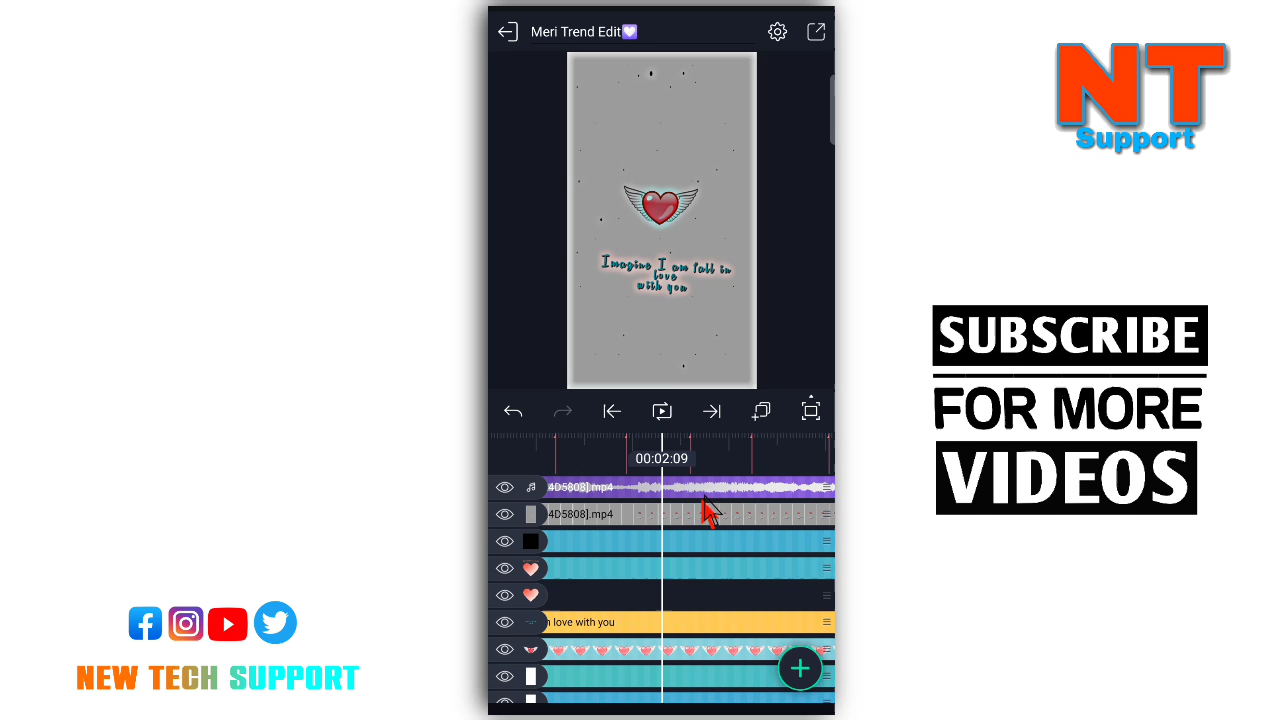 Meri Trend Edit💜
NT
Support
Imagine I am fall in
love
with you
SUBSCRIBE
FOR MORE
VIDEOS
00:02:09
4D5808].mp4
4D5808].mp4
n love with you
NEW TECH SUPPORT